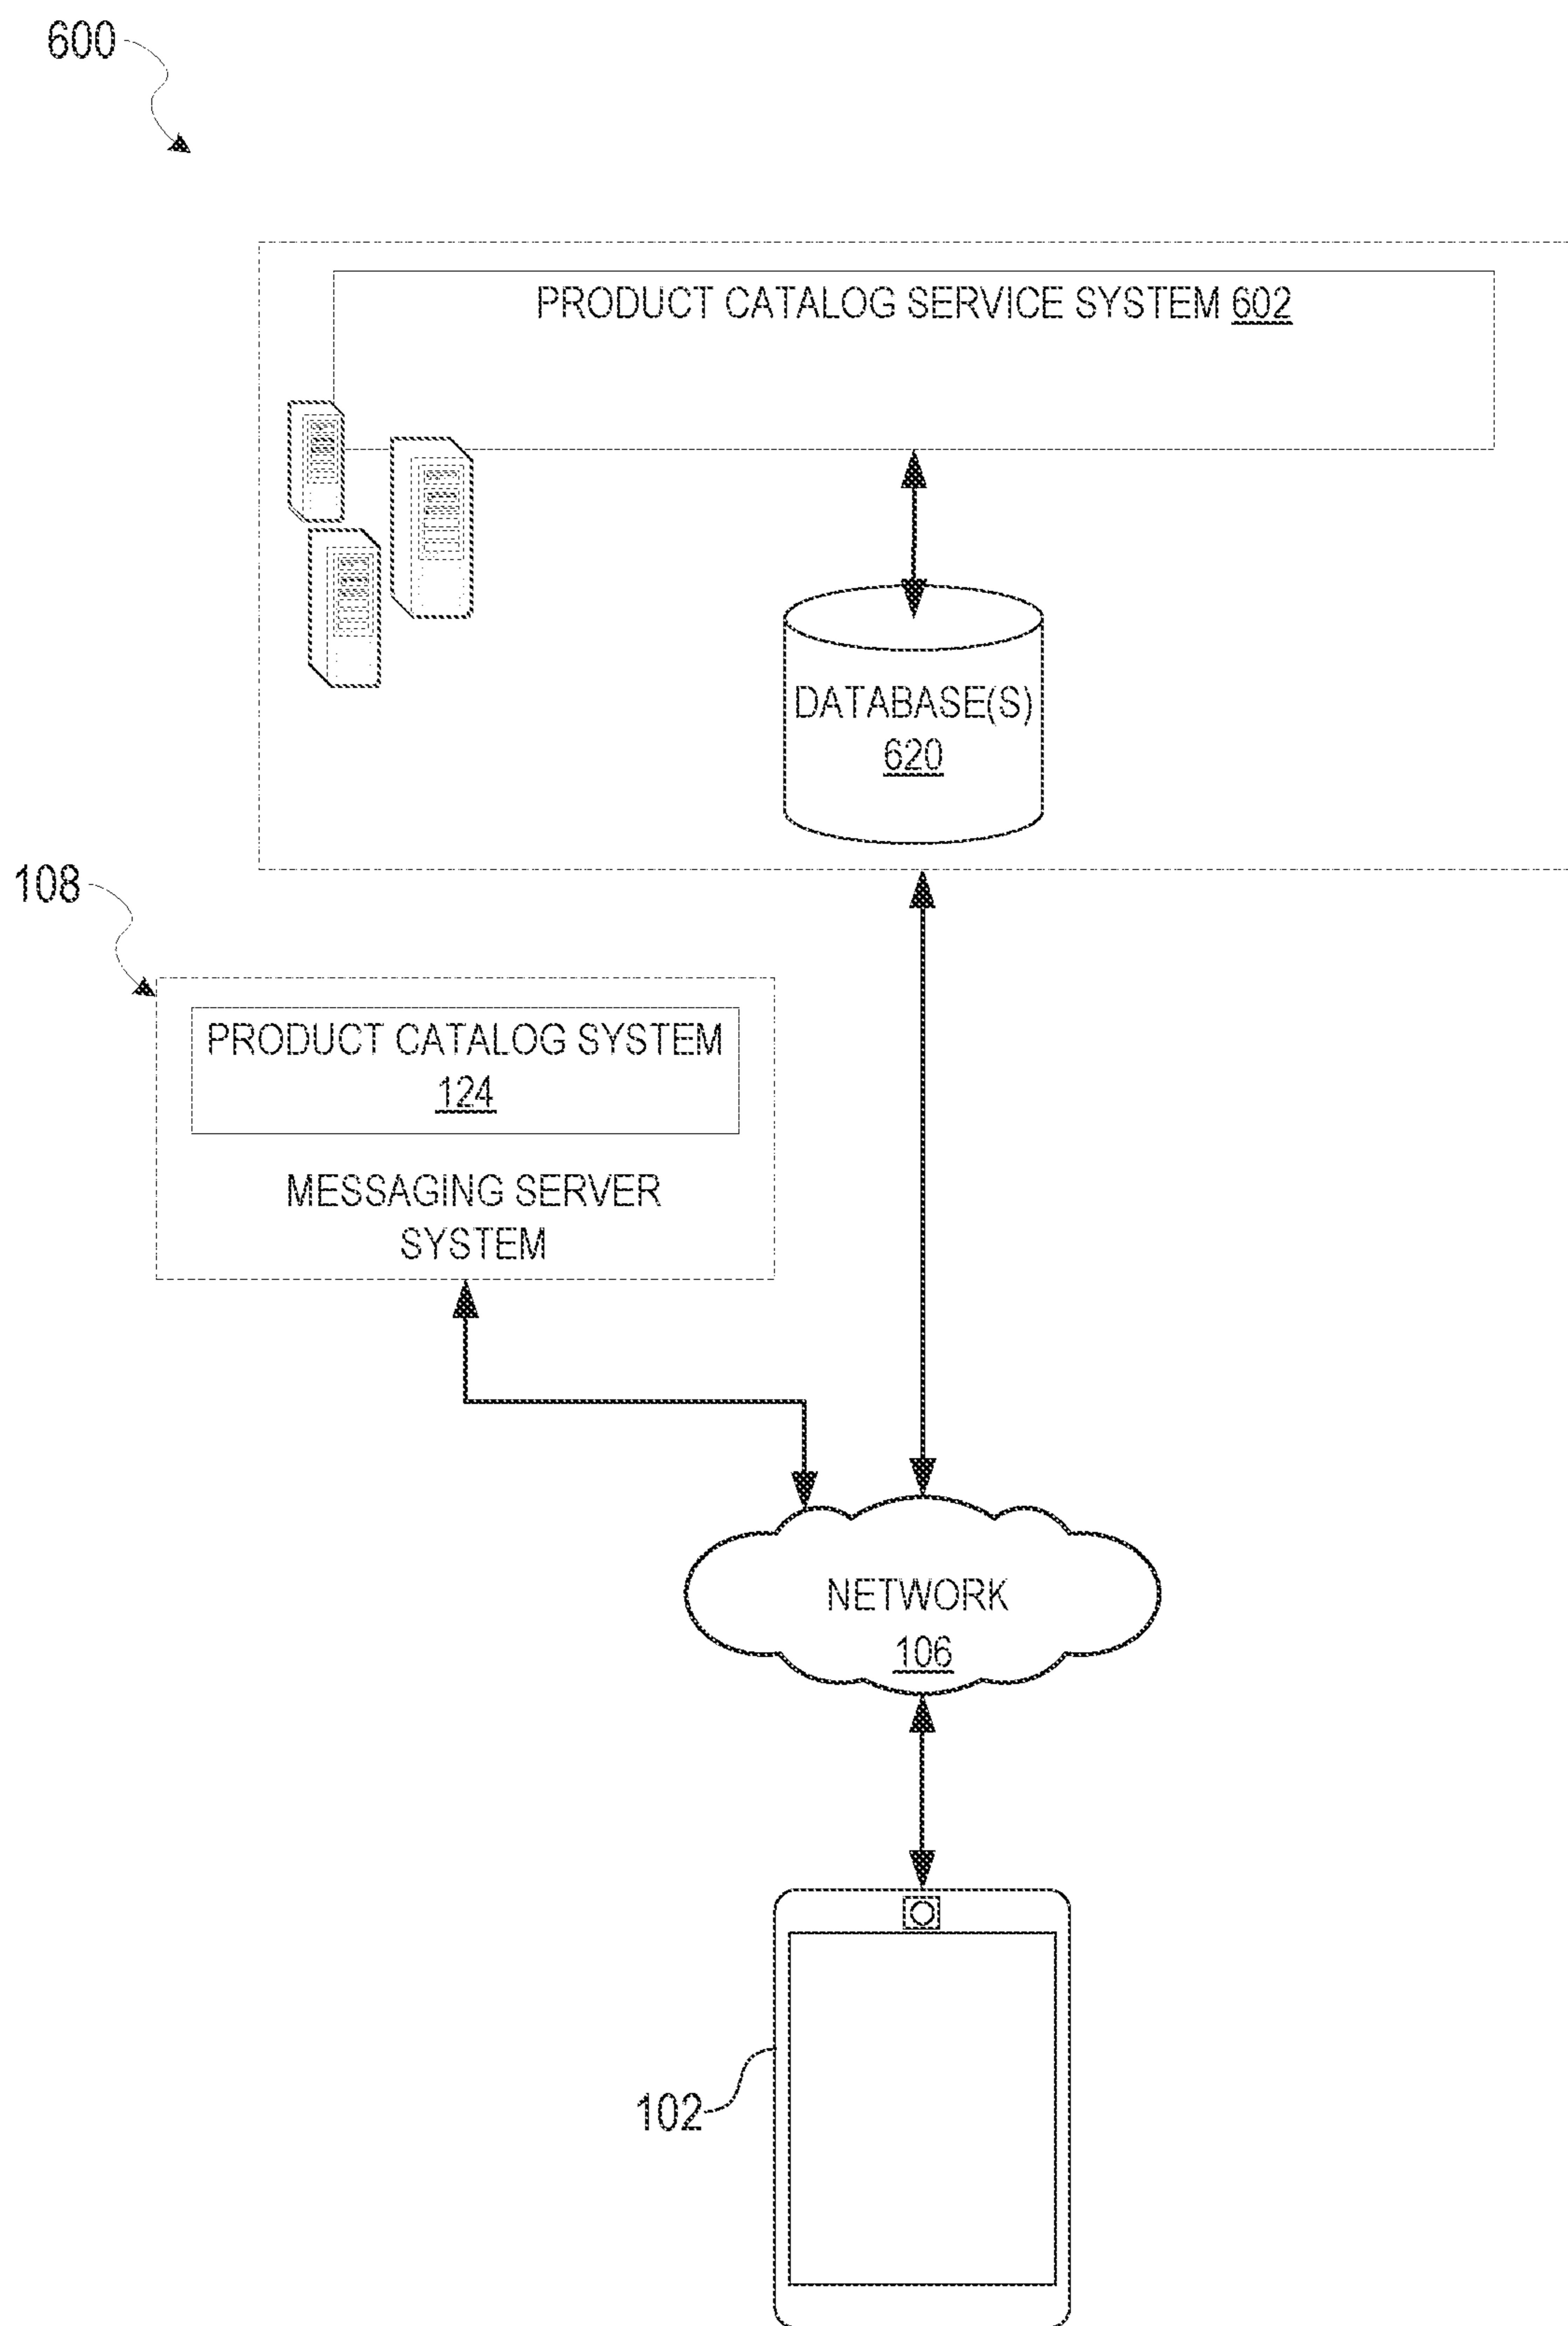 600
PRODUCT CATALOG SERVICE SYSTEM 602
DATABASE(S)
620
108
PRODUCT CATALOG SYSTEM
124
MESSAGING SERVER
SYSTEM
NETWORK
106
102